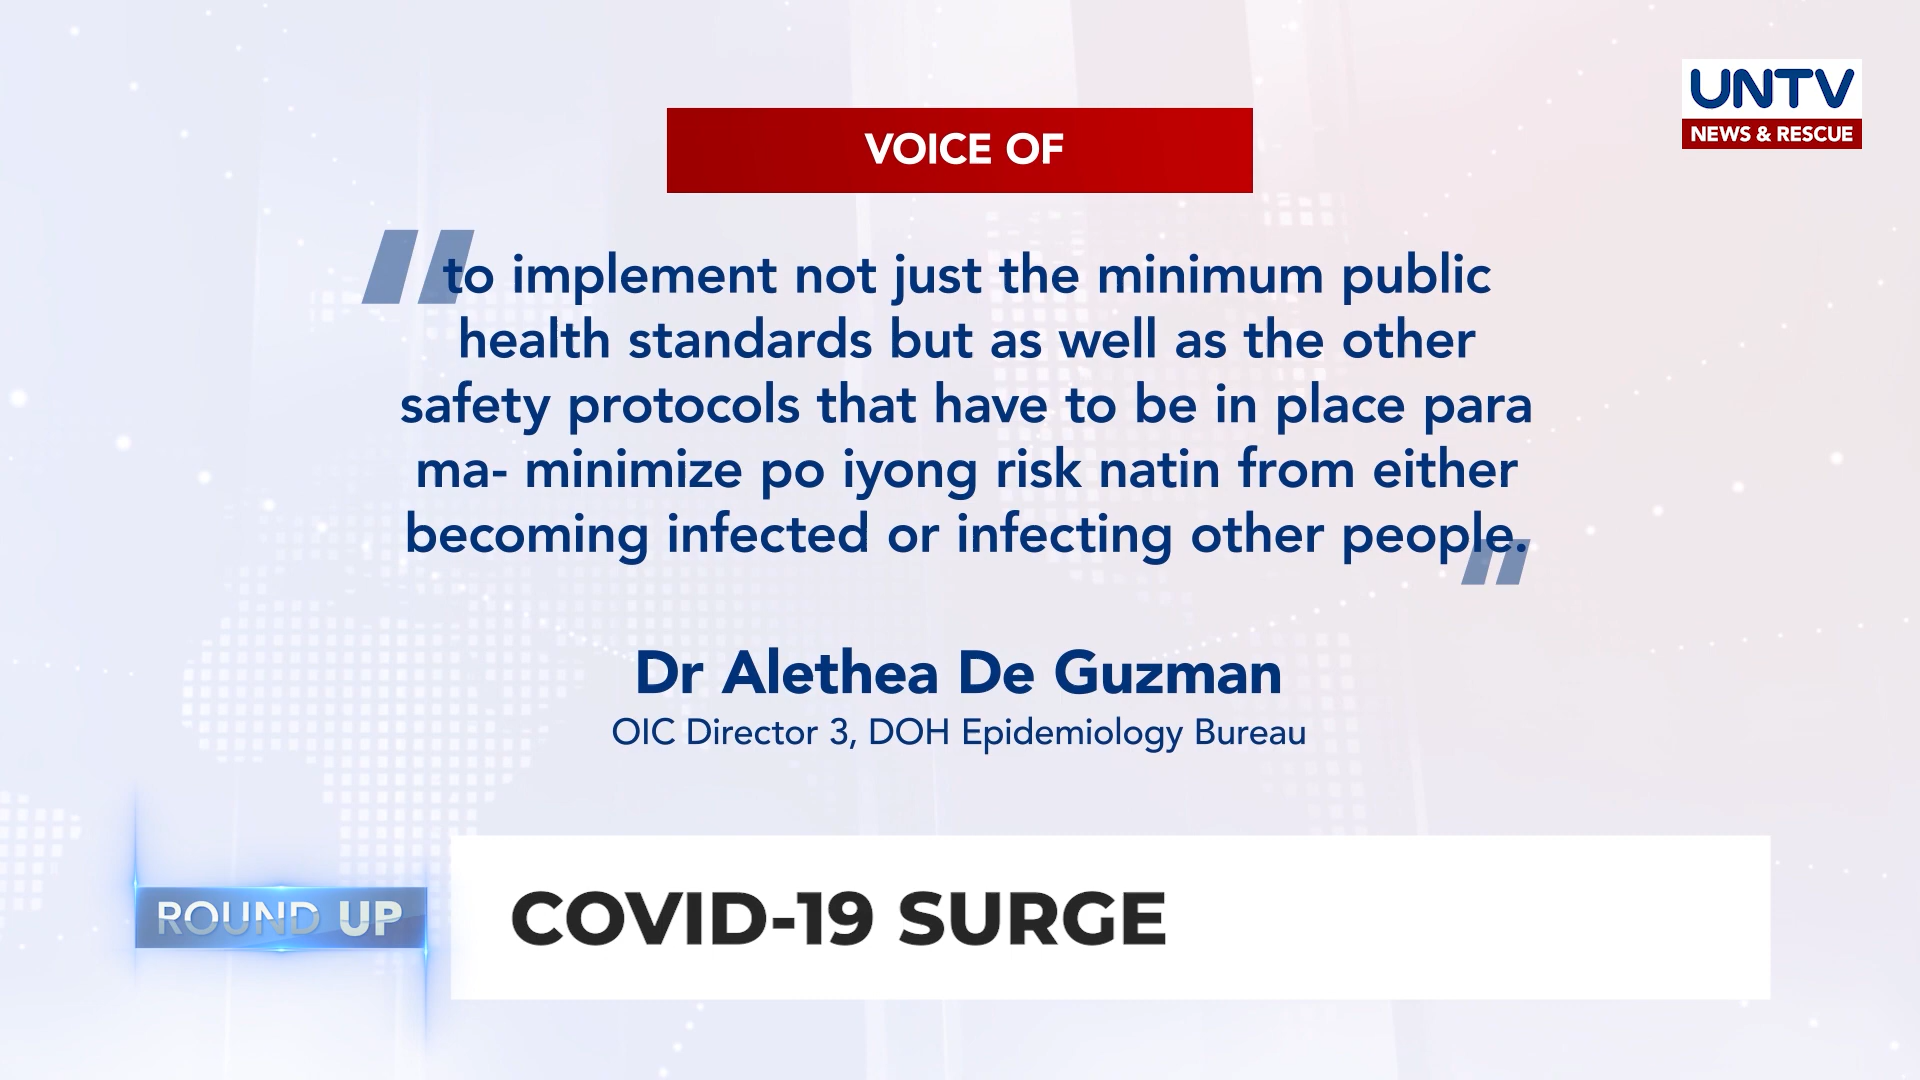 UNTV
NEWS & RESCUE
VOICE OF
to implement not just the minimum public
health standards but as well as the other
safety protocols that have to be in place para
ma- minimize po iyong risk natin from either
becoming infected or infecting other people.
Dr Alethea De Guzman
OIC Director 3, DOH Epidemiology Bureau
ROUND UP
COVID-19 SURGE